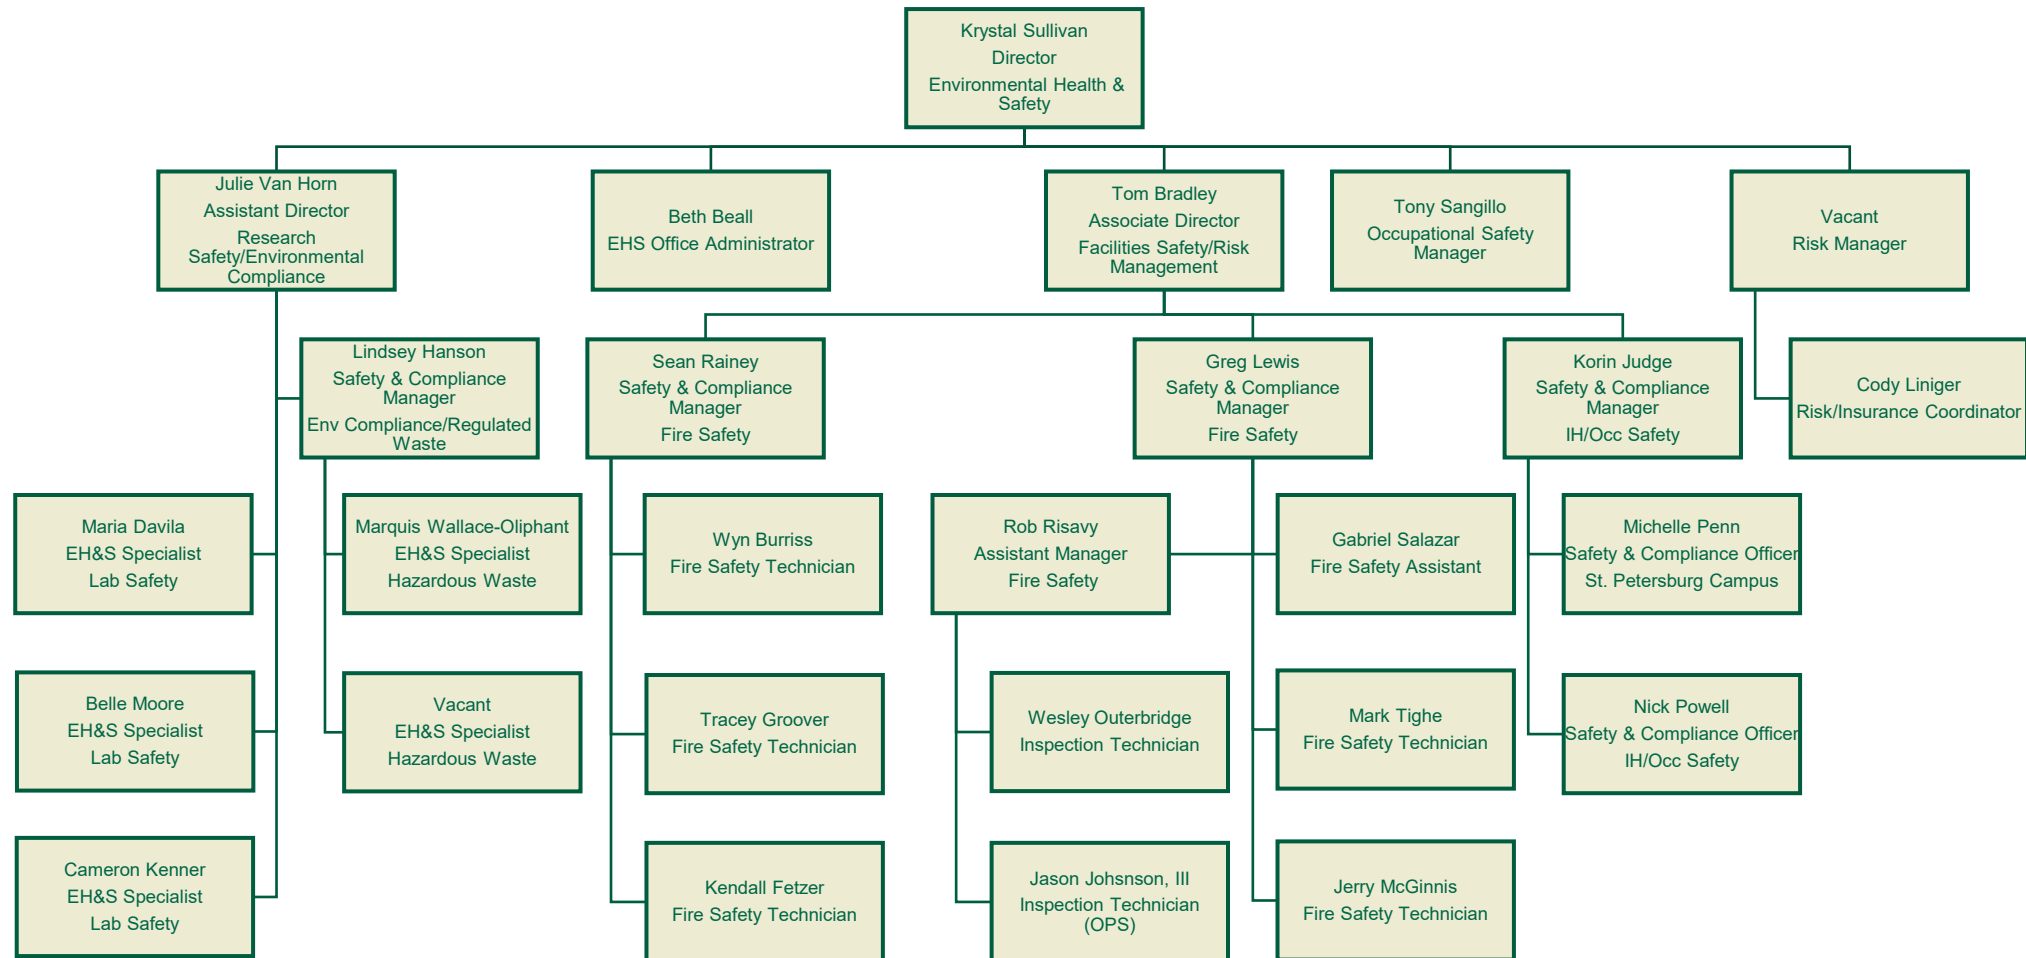 Krystal Sullivan
Director
Environmental Health &
Safety
Julie Van Horn
Assistant Director
Research
Safety/Environmental
Compliance
Beth Beall
EHS Office Administrator
Tom Bradley
Associate Director
Facilities Safety/Risk
Management
Tony Sangillo
Occupational Safety
Manager
Vacant
Risk Manager
Lindsey Hanson
Safety & Compliance
Manager
Env Compliance/Regulated
Waste
Sean Rainey
Safety & Compliance
Manager
Fire Safety
Greg Lewis
Safety & Compliance
Manager
Fire Safety
Korin Judge
Safety & Compliance
Manager
IH/Occ Safety
Cody Liniger
Risk/Insurance Coordinator
Maria Davila
EH&S Specialist
Lab Safety
Marquis Wallace-Oliphant
EH&S Specialist
Hazardous Waste
Wyn Burriss
Fire Safety Technician
Rob Risavy
Assistant Manager
Fire Safety
Gabriel Salazar
Fire Safety Assistant
Michelle Penn
Safety & Compliance Officer
St. Petersburg Campus
Belle Moore
EH&S Specialist
Lab Safety
Vacant
EH&S Specialist
Hazardous Waste
Tracey Groover
Fire Safety Technician
Wesley Outerbridge
Inspection Technician
Mark Tighe
Fire Safety Technician
Nick Powell
Safety & Compliance Officer
IH/Occ Safety
Cameron Kenner
EH&S Specialist
Lab Safety
Kendall Fetzer
Fire Safety Technician
Jason Johsnson, III
Inspection Technician
(OPS)
Jerry McGinnis
Fire Safety Technician